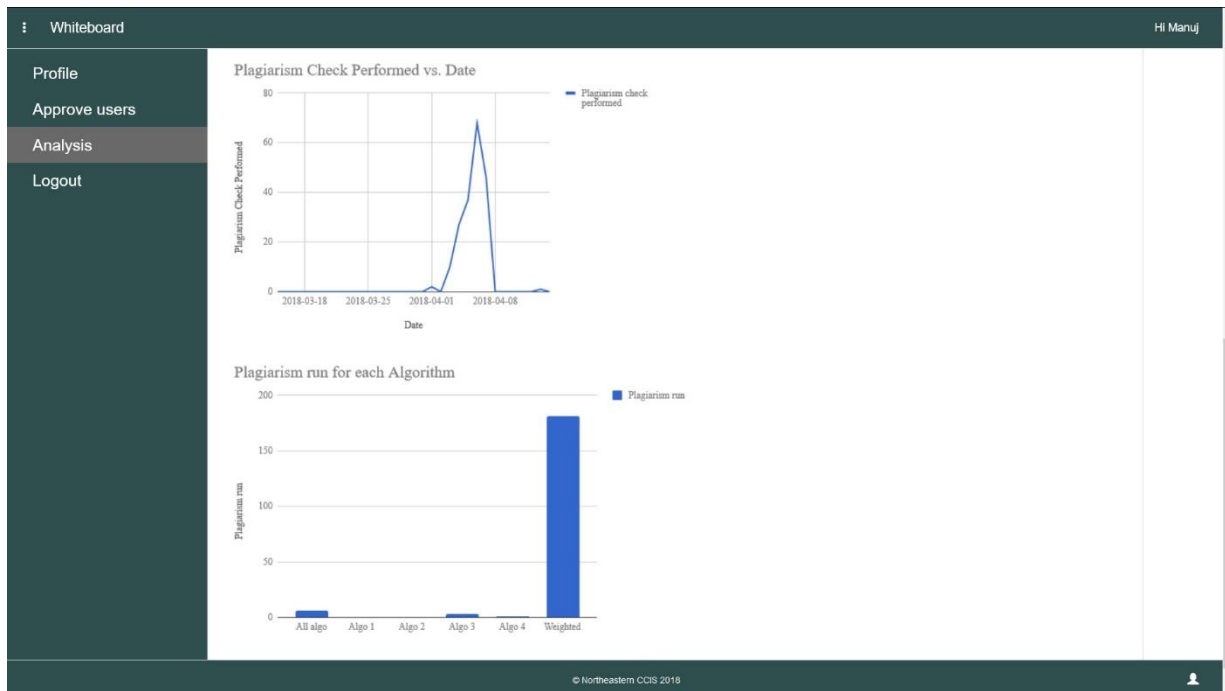 Whiteboard
Hi Manuj
Profile
Approve users
Analysis
Logout
Plagiarism Check Performed vs. Date
80
60
40
20
0
Plagiarism Check Performed
2018-03-18 2018-03-25 2018-04-01 2018-04-08
Date
Plagiarism check
performed
Plagiarism run for each Algorithm
200
150
100
50
0
Plagiarism run
All algo Algo 1 Algo 2 Algo 3 Algo 4 Weighted
Plagiarism run
© Northeastern CCIS 2018